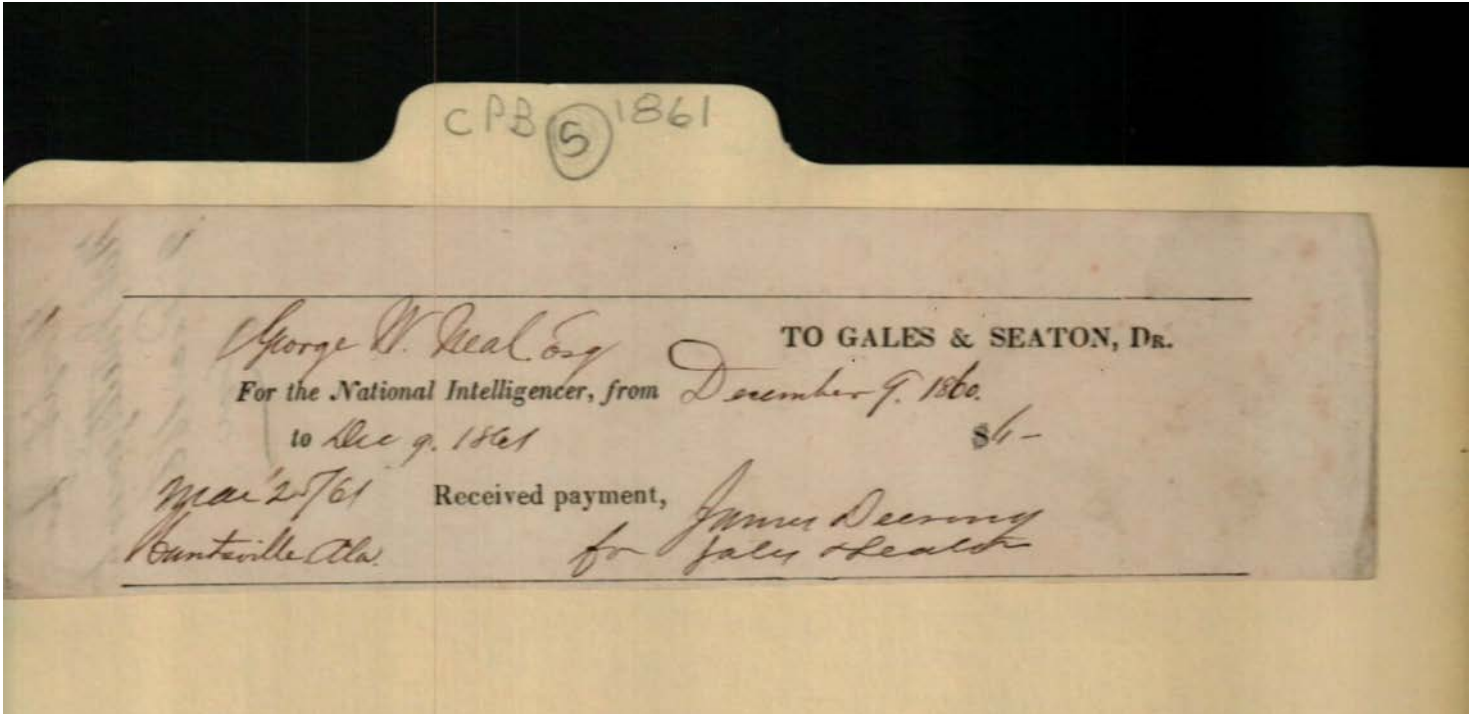 CPB 5 1861
George W. Neal Esq TO GALES & SEATON, DR.
For the National Intelligencer, from December 9. 1860.
to Dec 9. 1861 $6-
Mar 25/61 Received payment, James Deering
Huntsville Ala. for Gales & Seaton